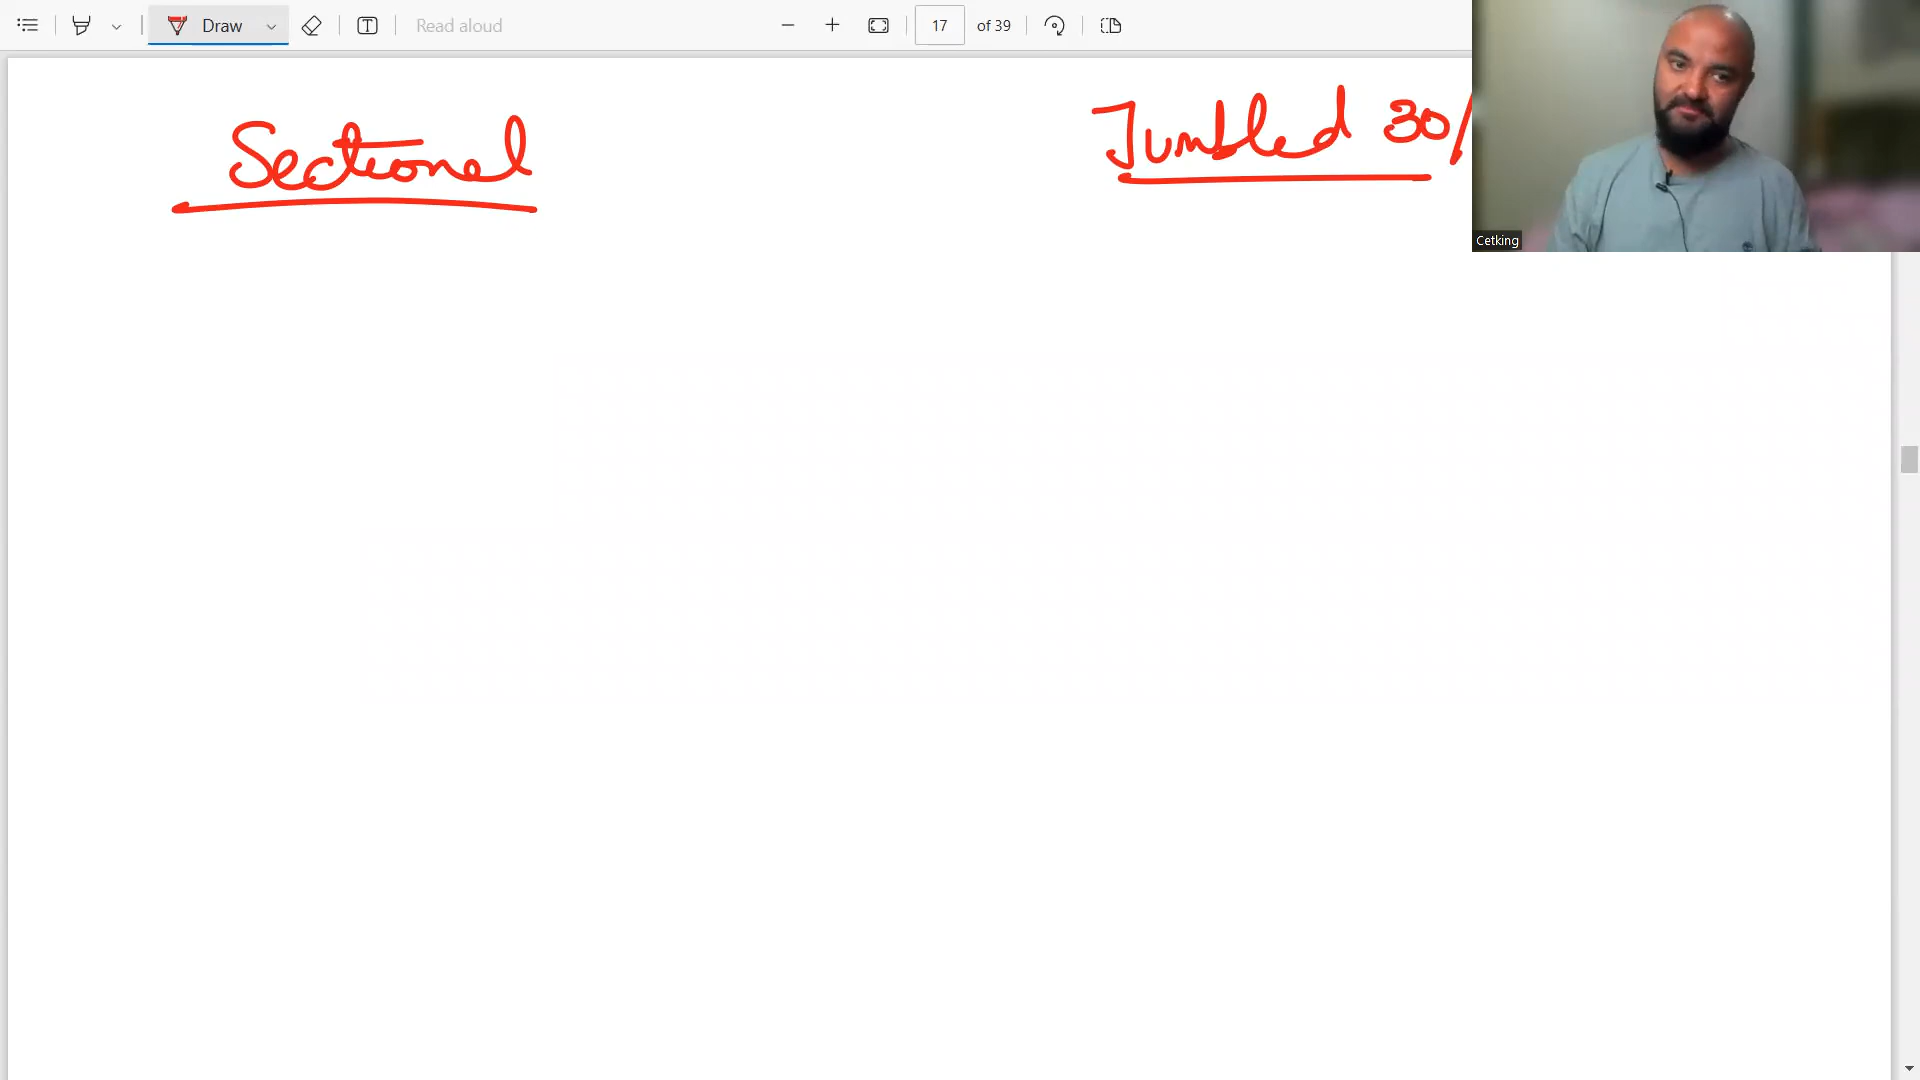 Draw
Read aloud
17 of 39
Sectional
Jumbled 30/
Cetking